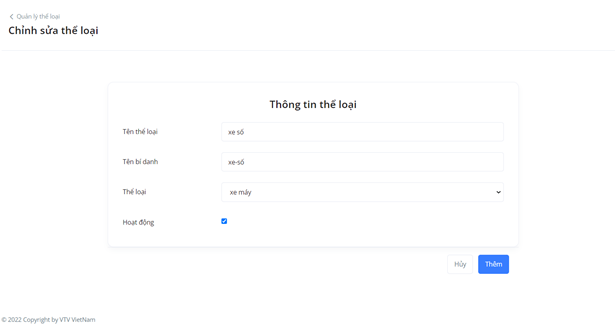 Quản lý thể loại
Chỉnh sửa thể loại
Thông tin thể loại
Tên thể loại
xe số
Tên bí danh
xe-số
Thể loại
xe máy
Hoạt động
Hủy
Thêm
© 2022 Copyright by VTV VietNam